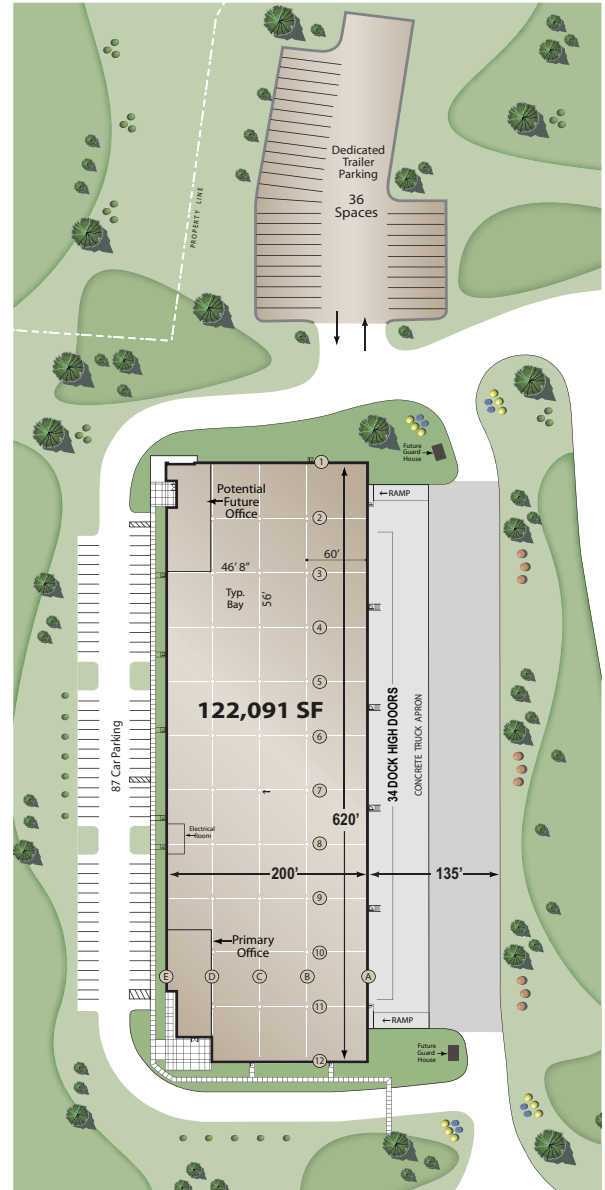 Dedicated
Trailer
Parking
36
Spaces
PROPERTY LINE
Future
Guard
House
1
Potential
Future
Office
←RAMP
2
60'
46' 8"
3
Typ.
Bay
56'
4
5
122,091 SF
34 DOCK HIGH DOORS
CONCRETE TRUCK APRON
6
87 Car Parking
7
620'
Electrical
Room
8
200'
135'
9
Primary
Office
10
E
D
C
B
A
11
←RAMP
Future
Guard
House
12